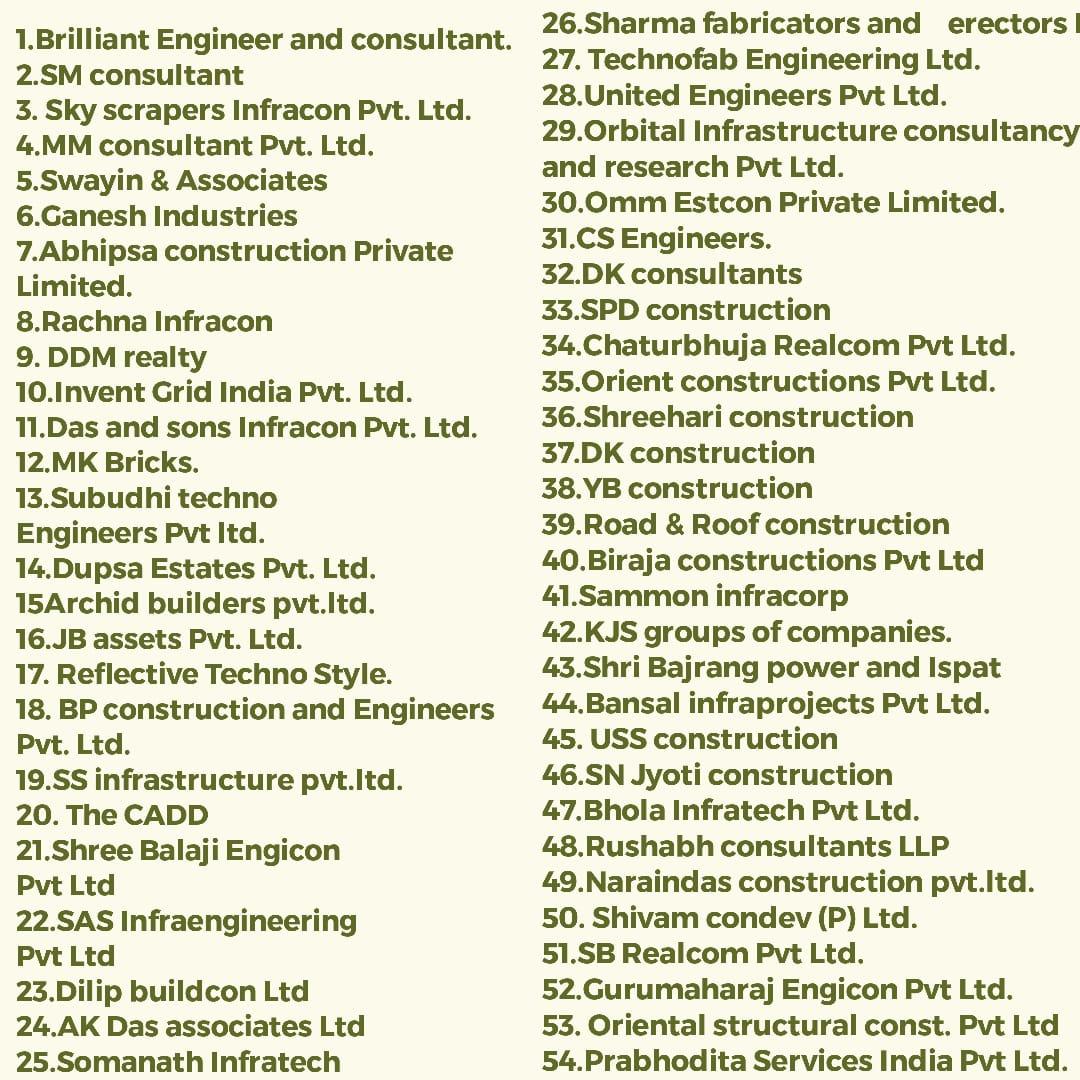 1.Brilliant Engineer and consultant.
2.SM consultant
3. Sky scrapers Infracon Pvt. Ltd.
4.MM consultant Pvt. Ltd.
5.Swayin & Associates
6.Ganesh Industries
7.Abhipsa construction Private
Limited.
8.Rachna Infracon
9. DDM realty
10.Invent Grid India Pvt. Ltd.
11.Das and sons Infracon Pvt. Ltd.
12.MK Bricks.
13.Subudhi techno
Engineers Pvt ltd.
14.Dupsa Estates Pvt. Ltd.
15Archid builders pvt.ltd.
16.JB assets Pvt. Ltd.
17. Reflective Techno Style.
18. BP construction and Engineers
Pvt. Ltd.
19.SS infrastructure pvt.ltd.
20. The CADD
21.Shree Balaji Engicon
Pvt Ltd
22.SAS Infraengineering
Pvt Ltd
23.Dilip buildcon Ltd
24.AK Das associates Ltd
25.Somanath Infratech
26.Sharma fabricators and erectors
27. Technofab Engineering Ltd.
28.United Engineers Pvt Ltd.
29.Orbital Infrastructure consultancy
and research Pvt Ltd.
30.Omm Estcon Private Limited.
31.CS Engineers.
32.DK consultants
33.SPD construction
34.Chaturbhuja Realcom Pvt Ltd.
35.Orient constructions Pvt Ltd.
36.Shreehari construction
37.DK construction
38.YB construction
39.Road & Roof construction
40.Biraja constructions Pvt Ltd
41.Sammon infracorp
42.KJS groups of companies.
43.Shri Bajrang power and Ispat
44.Bansal infraprojects Pvt Ltd.
45. USS construction
46.SN Jyoti construction
47.Bhola Infratech Pvt Ltd.
48.Rushabh consultants LLP
49.Naraindas construction pvt.ltd.
50. Shivam condev (P) Ltd.
51.SB Realcom Pvt Ltd.
52.Gurumaharaj Engicon Pvt Ltd.
53. Oriental structural const. Pvt Ltd
54.Prabhodita Services India Pvt Ltd.